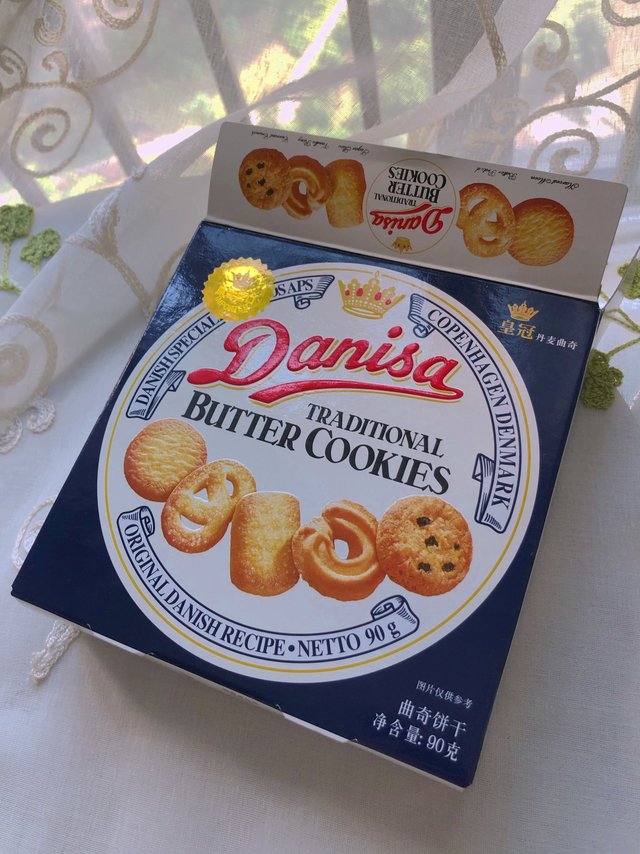 Danisa
TRADITIONAL
BUTTER
COOKIES
DANISH SPECIAL
OS APS
COPENHAGEN DENMARK
皇冠 丹麦曲奇
Danisa
TRADITIONAL
BUTTER COOKIES
ORIGINAL DANISH RECIPE • NETTO 90 g
图片仅供参考
曲奇饼干
净含量: 90克